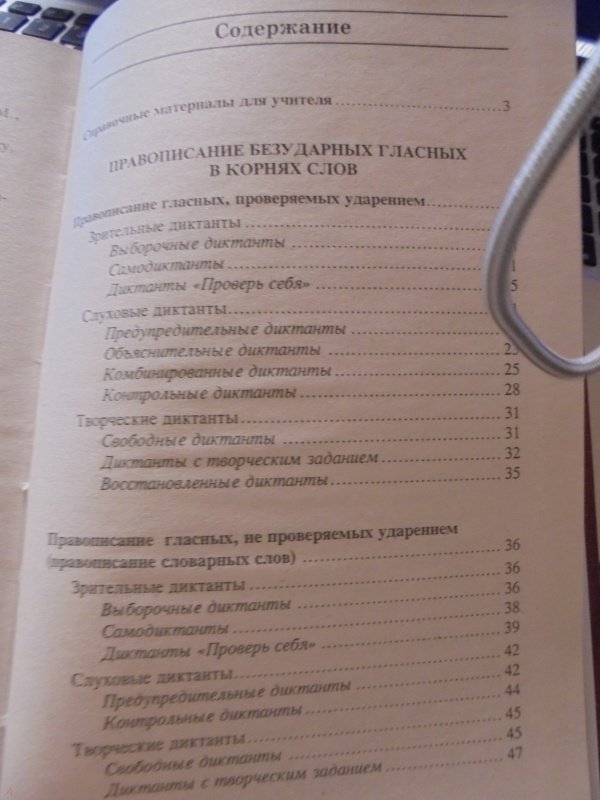 Содержание
Справочные материалы для учителя ........ 3
ПРАВОПИСАНИЕ БЕЗУДАРНЫХ ГЛАСНЫХ
В КОРНЯХ СЛОВ
Правописание гласных, проверяемых ударением........
Зрительные диктанты ........
Выборочные диктанты ........
Самодиктанты ........
Диктанты «Проверь себя» ........
Слуховые диктанты ........
Предупредительные диктанты ........
Объяснительные диктанты ........
Комбинированные диктанты ........ 25
Контрольные диктанты ........ 28
Творческие диктанты ........ 31
Свободные диктанты ........ 31
Диктанты с творческим заданием ........ 32
Восстановленные диктанты ........ 35
Правописание гласных, не проверяемых ударением
(правописание словарных слов) ........ 36
Зрительные диктанты ........ 36
Выборочные диктанты ........ 36
Самодиктанты ........ 38
Диктанты «Проверь себя» ........ 39
Слуховые диктанты ........ 42
Предупредительные диктанты ........ 42
Контрольные диктанты ........ 44
Творческие диктанты ........ 45
Свободные диктанты ........ 45
Диктанты с творческим заданием ........ 47